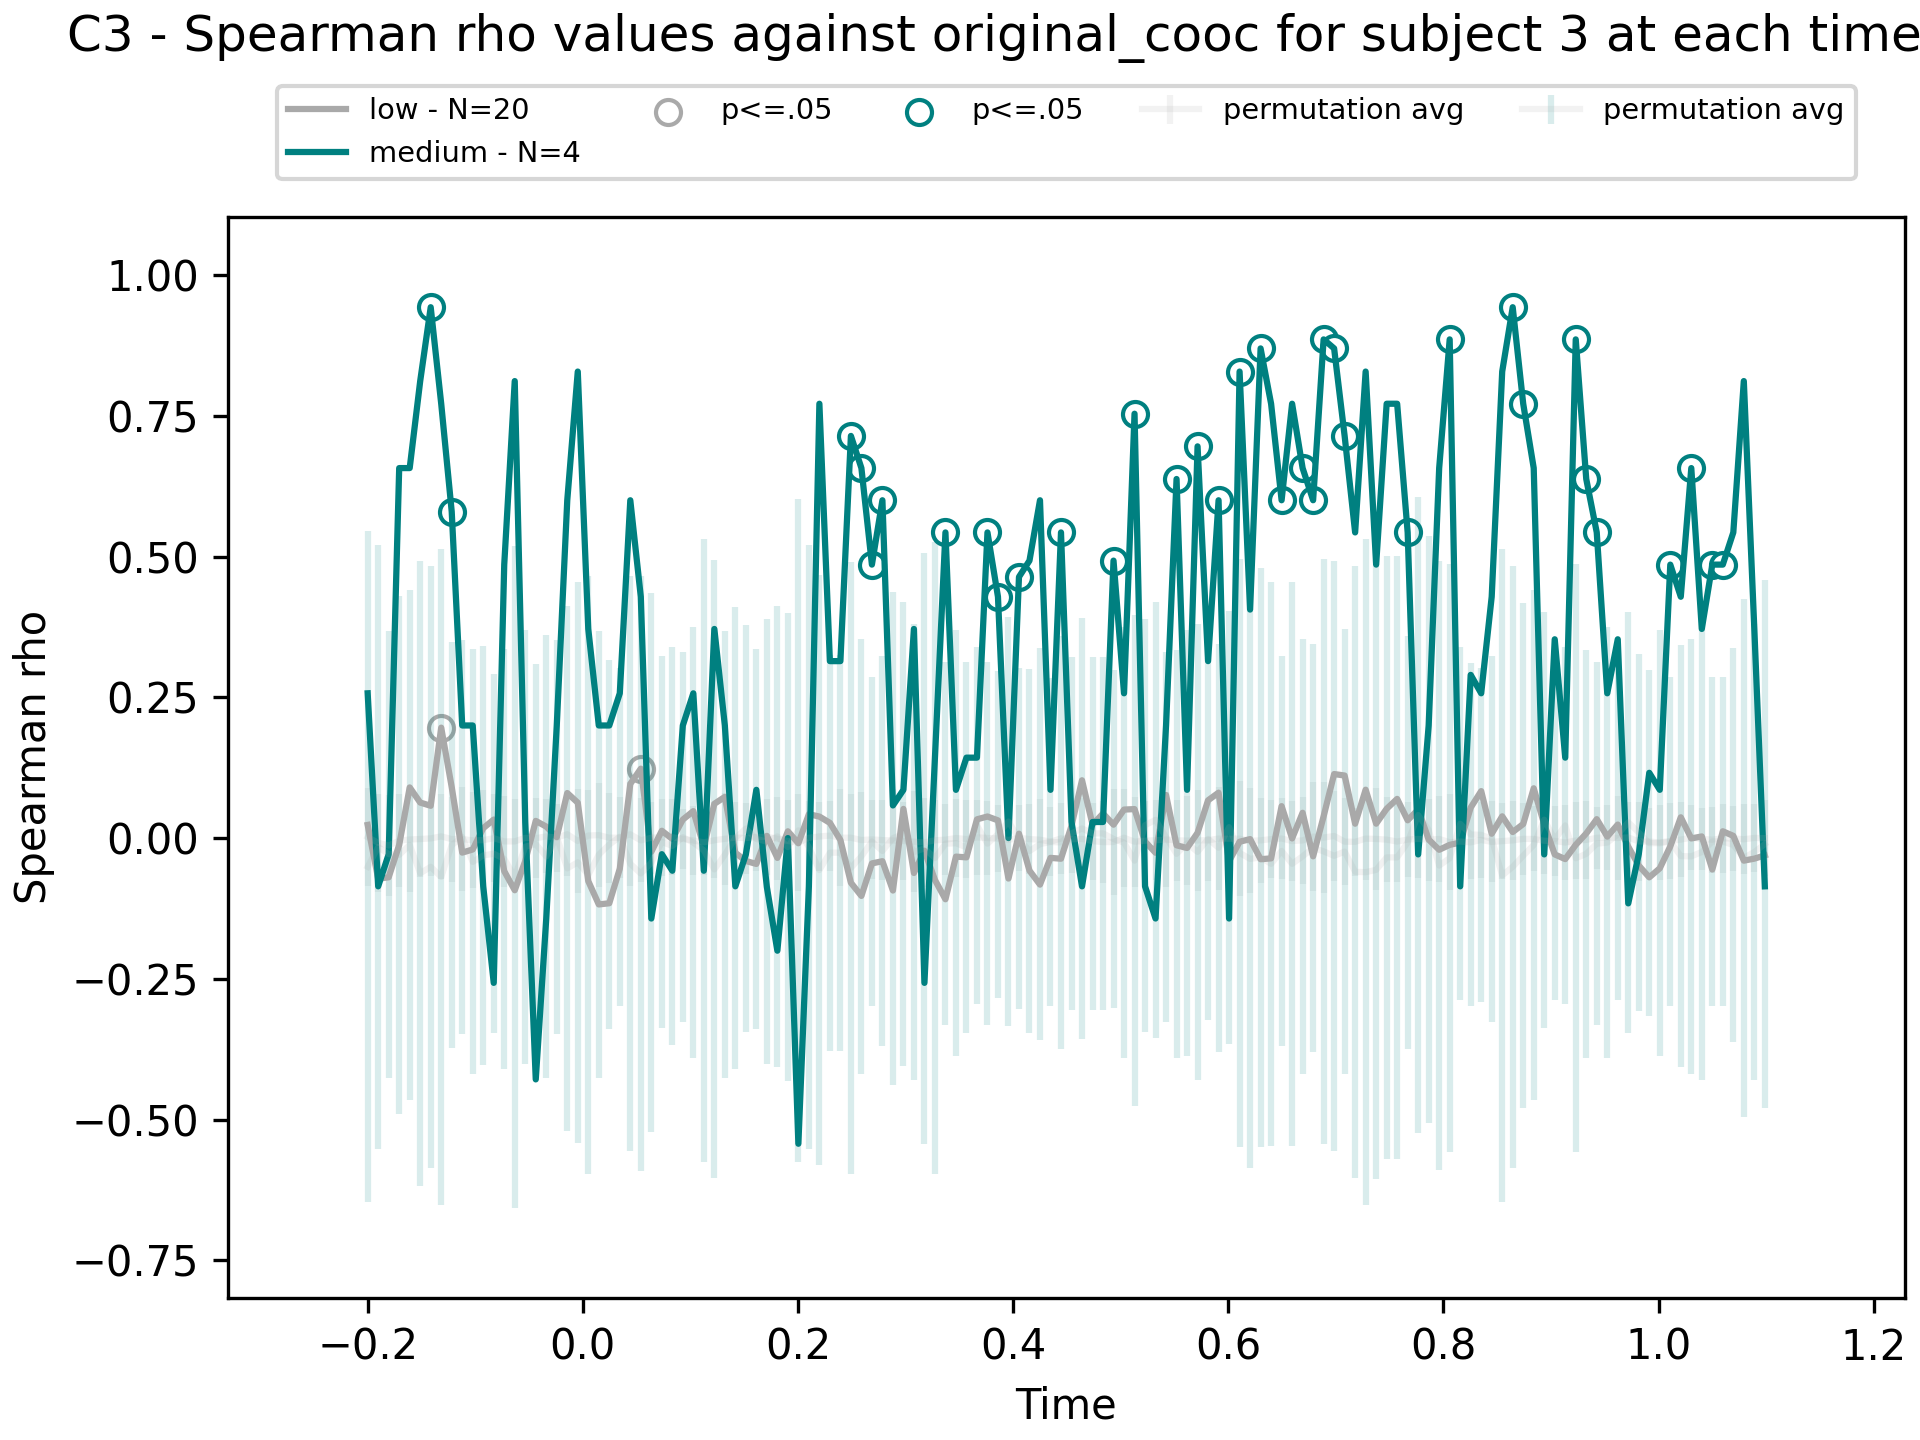 C3 - Spearman rho values against original_cooc for subject 3 at each time
low - N=20 p<=.05 p<=.05 permutation avg permutation avg
medium - N=4
1.00
0.75
0.50
0.25
0.00
−0.25
−0.50
−0.75
Spearman rho
−0.2 0.0 0.2 0.4 0.6 0.8 1.0 1.2
Time